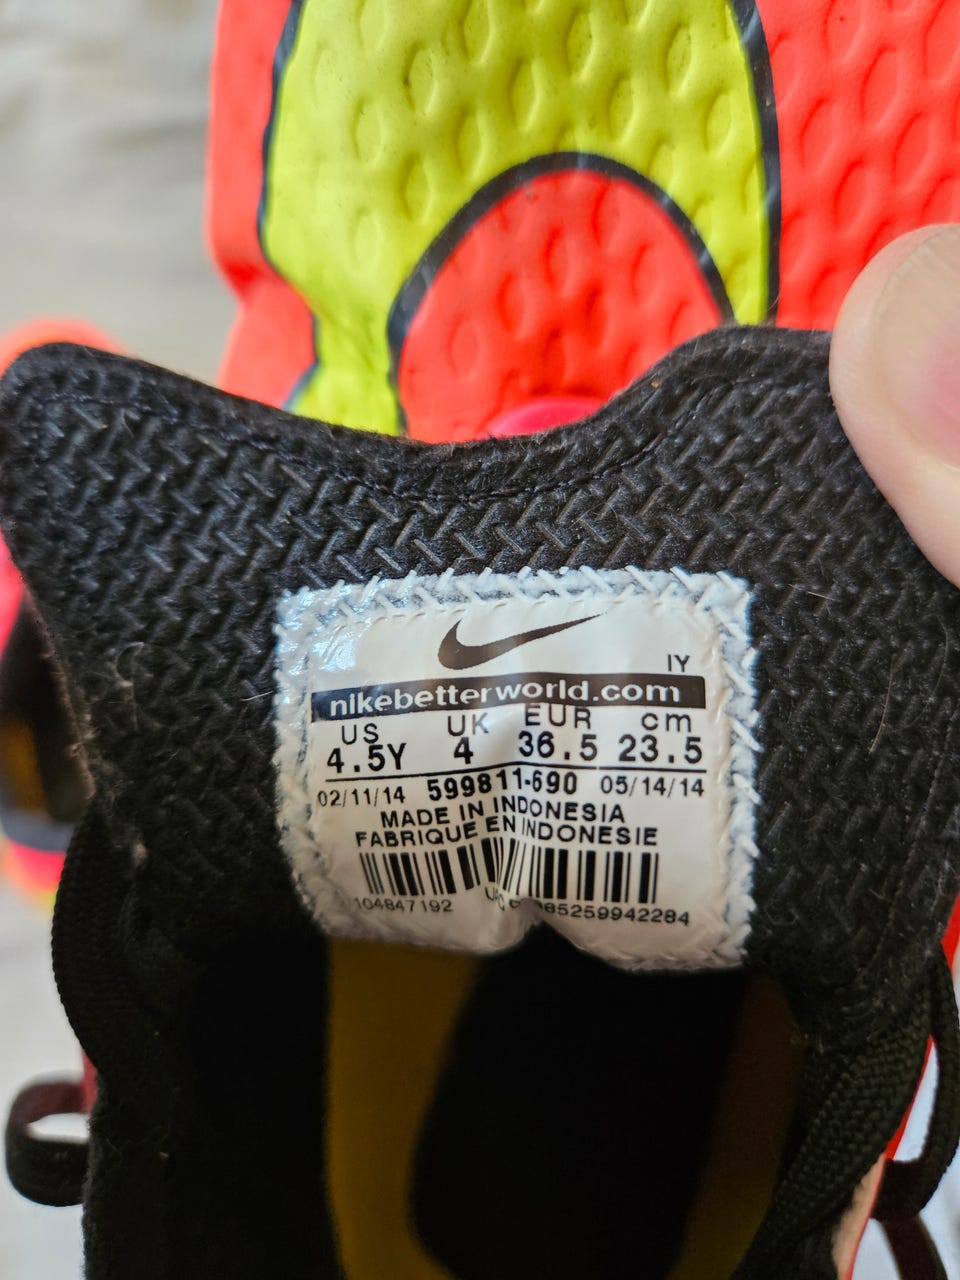 IY
nikebetterworld.com
US UK EUR cm
4.5Y 4 36.5 23.5
02/11/14 599811-690 05/14/14
MADE IN INDONESIA
FABRIQUE EN INDONESIE
104847192